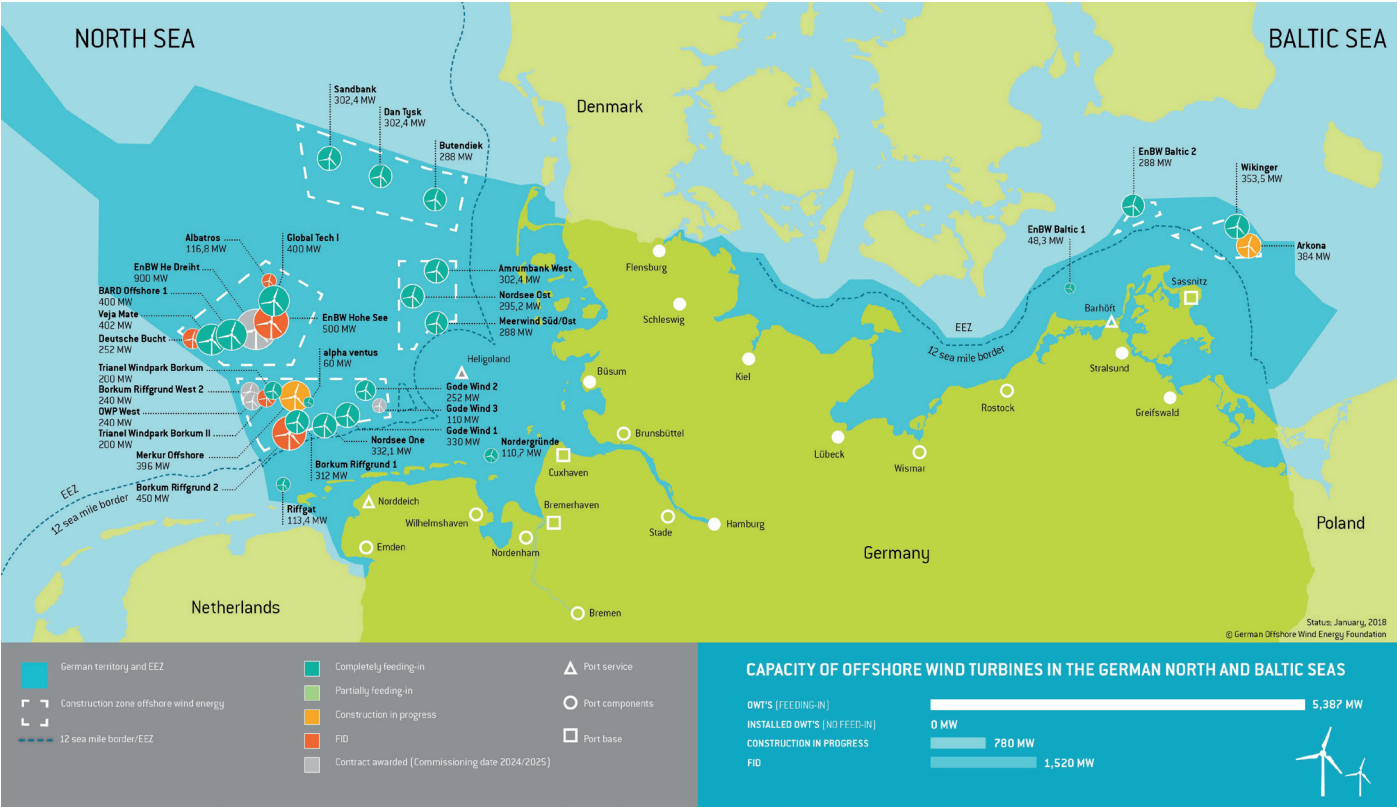 NORTH SEA
BALTIC SEA
Sandbank
302,4 MW
Dan Tysk
302,4 MW
Butendiek
288 MW
Denmark
EnBW Baltic 2
288 MW
Wikinger
353,5 MW
EnBW Baltic 1
48,3 MW
Arkona
384 MW
Albatros
116,8 MW
Global Tech I
400 MW
EnBW He Dreiht
900 MW
BARD Offshore 1
400 MW
Veja Mate
402 MW
Deutsche Bucht
252 MW
EnBW Hohe See
500 MW
alpha ventus
60 MW
Amrumbank West
302,4 MW
Nordsee Ost
295,2 MW
Meerwind Süd/Ost
288 MW
Heligoland
Trianel Windpark Borkum
200 MW
Borkum Riffgrund West 2
240 MW
OWP West
240 MW
Trianel Windpark Borkum II
200 MW
Merkur Offshore
396 MW
Borkum Riffgrund 2
450 MW
Gode Wind 2
252 MW
Gode Wind 3
110 MW
Gode Wind 1
330 MW
Nordsee One
332,1 MW
Borkum Riffgrund 1
312 MW
Nordergründe
110,7 MW
Riffgat
113,4 MW
EEZ
12 sea mile border
EEZ
12 sea mile border
Flensburg
Schleswig
Kiel
Büsum
Brunsbüttel
Cuxhaven
Bremerhaven
Norddeich
Wilhelmshaven
Emden
Nordenham
Stade
Hamburg
Bremen
Lübeck
Wismar
Rostock
Barhöft
Sassnitz
Stralsund
Greifswald
Germany
Poland
Netherlands
Status: January, 2018
© German Offshore Wind Energy Foundation
German territory and EEZ
Construction zone offshore wind energy
12 sea mile border/EEZ
Completely feeding-in
Partially feeding-in
Construction in progress
FID
Contract awarded (Commissioning date 2024/2025)
Port service
Port components
Port base
CAPACITY OF OFFSHORE WIND TURBINES IN THE GERMAN NORTH AND BALTIC SEAS
OWT'S (FEEDING-IN) 5,387 MW
INSTALLED OWT'S (NO FEED-IN) 0 MW
CONSTRUCTION IN PROGRESS 780 MW
FID 1,520 MW